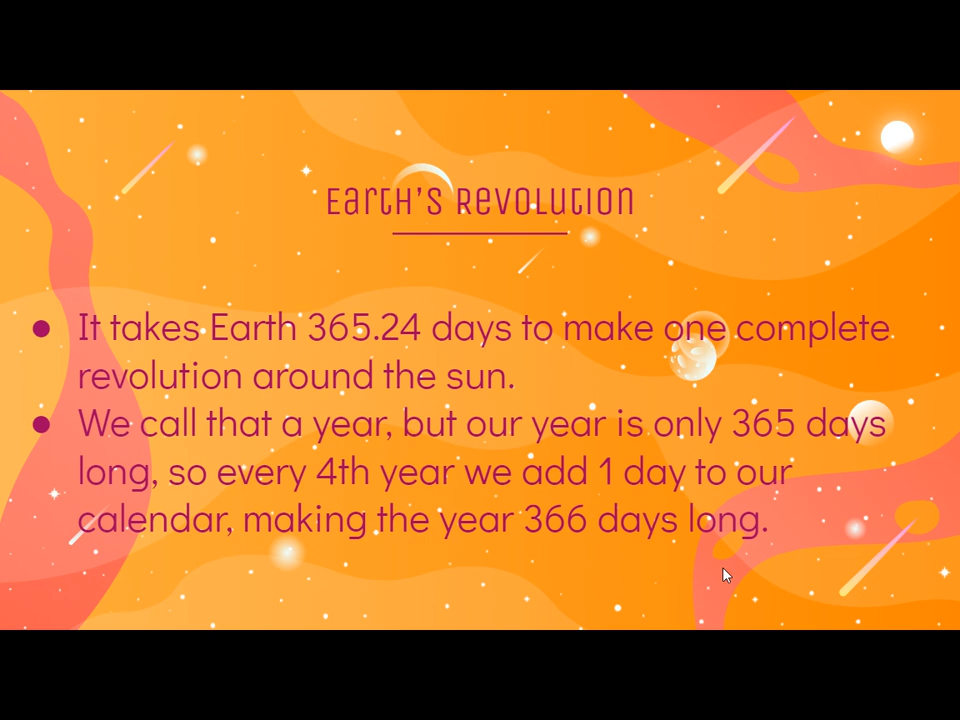 Earth's Revolution
● It takes Earth 365.24 days to make one complete
revolution around the sun.
● We call that a year, but our year is only 365 days
long, so every 4th year we add 1 day to our
calendar, making the year 366 days long.